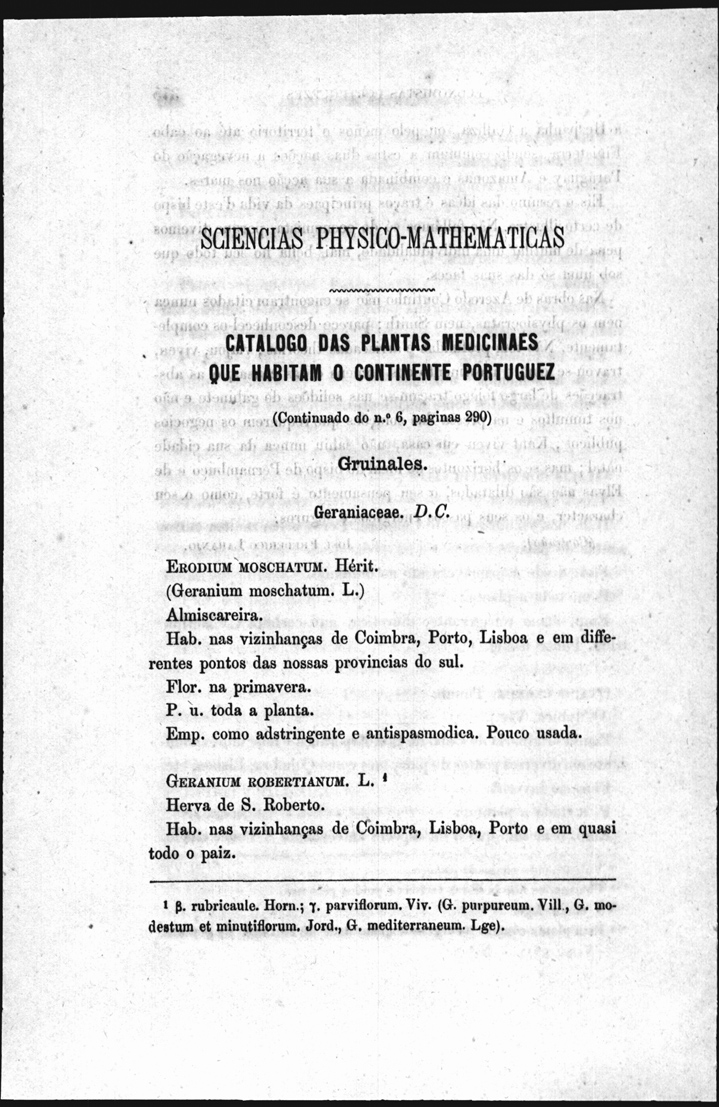 SCIENCIAS PHYSICO-MATHEMATICAS
CATALOGO DAS PLANTAS MEDICINAES
QUE HABITAM O CONTINENTE PORTUGUEZ
(Continuado do n.º 6, paginas 290)
Gruinales.
Geraniaceae. D. C.
ERODIUM MOSCHATUM. Hérit.
(Geranium moschatum. L.)
Almiscareira.
Hab. nas vizinhanças de Coimbra, Porto, Lisboa e em diffe-
rentes pontos das nossas provincias do sul.
Flor. na primavera.
P. u. toda a planta.
Emp. como adstringente e antispasmodica. Pouco usada.
GERANIUM ROBERTIANUM. L. ¹
Herva de S. Roberto.
Hab. nas vizinhanças de Coimbra, Lisboa, Porto e em quasi
todo o paiz.
¹ β. rubricaule. Horn.; γ. parviflorum. Viv. (G. purpureum. Vill., G. mo-
destum et minutiflorum. Jord., G. mediterraneum. Lge).